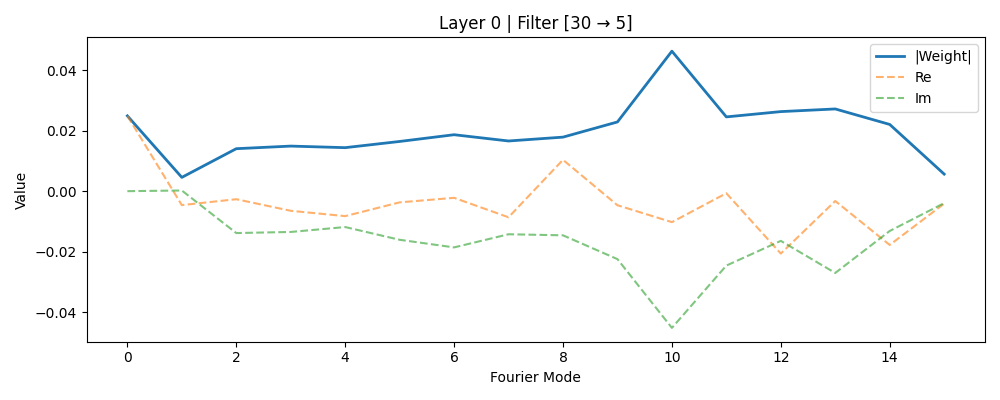 Layer 0 | Filter [30 → 5]
|Weight|
Re
Im
Value
0.04
0.02
0.00
−0.02
−0.04
0 2 4 6 8 10 12 14
Fourier Mode